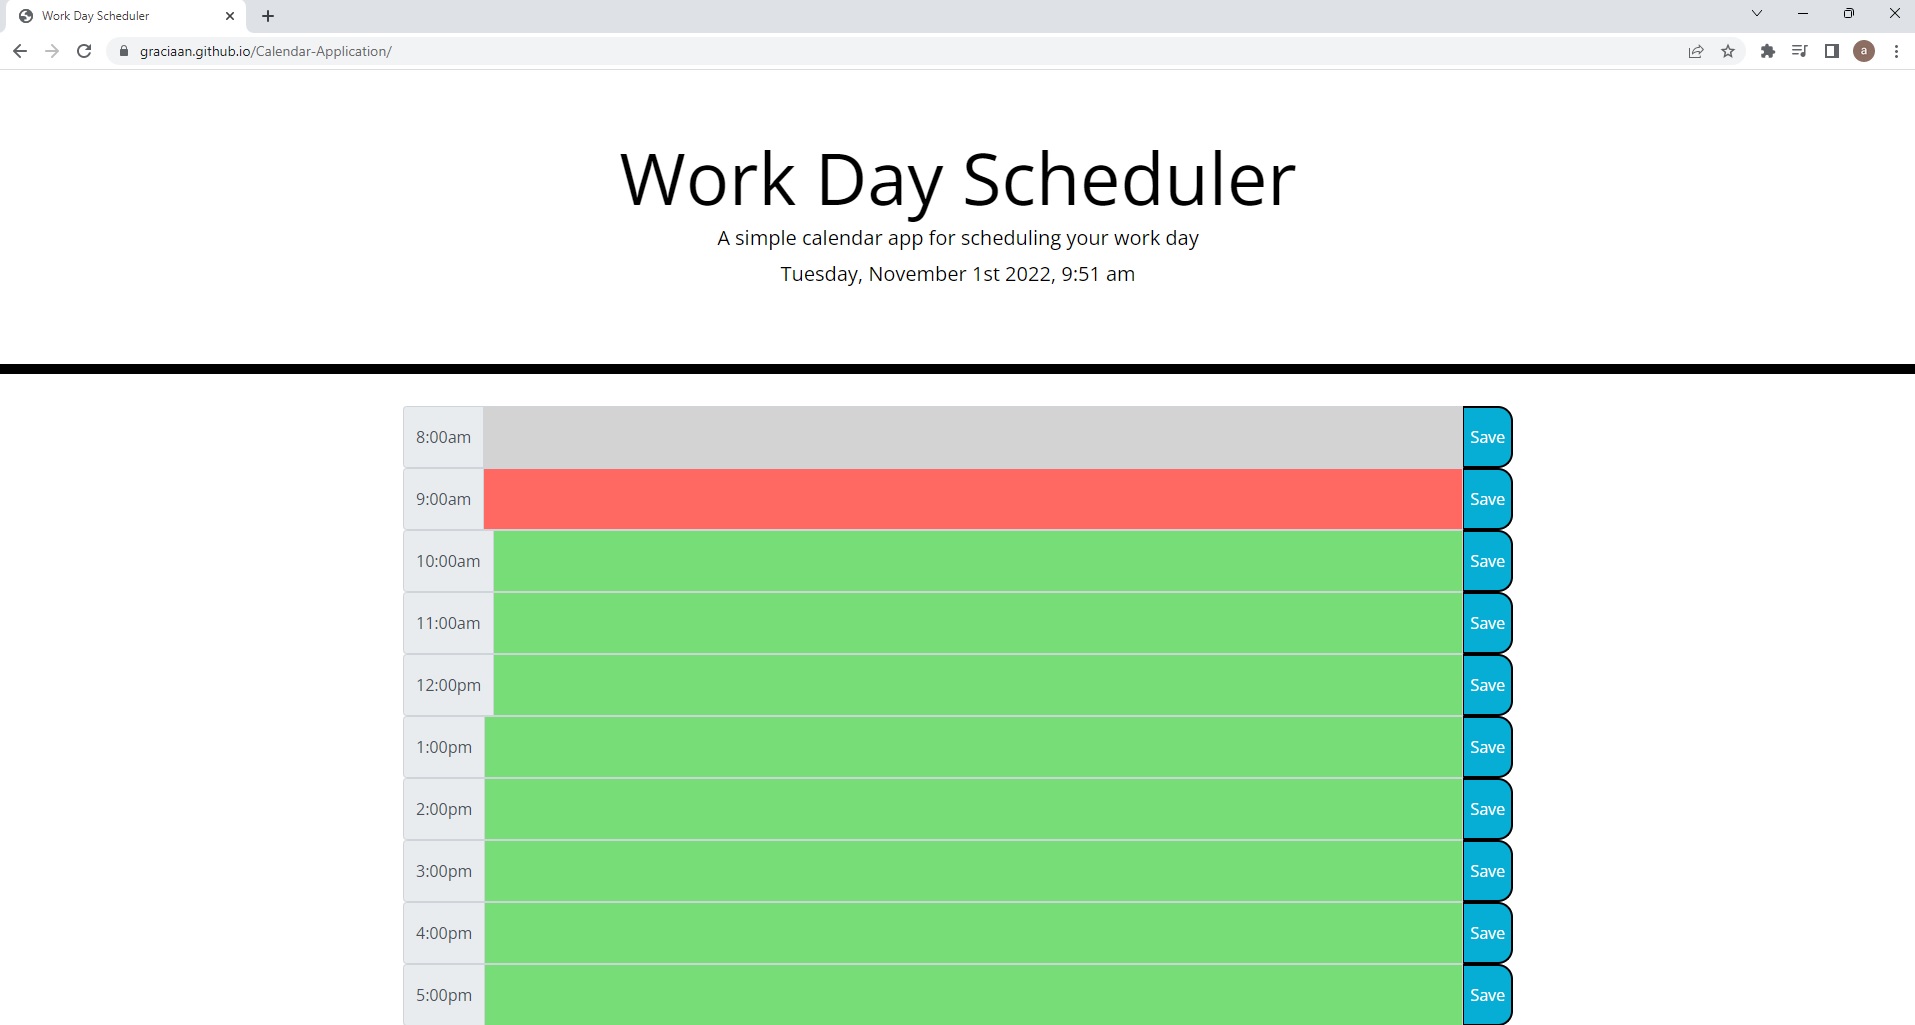 Work Day Scheduler
graciaan.github.io/Calendar-Application/
a
Work Day Scheduler
A simple calendar app for scheduling your work day
Tuesday, November 1st 2022, 9:51 am
8:00am Save
9:00am Save
10:00am Save
11:00am Save
12:00pm Save
1:00pm Save
2:00pm Save
3:00pm Save
4:00pm Save
5:00pm Save